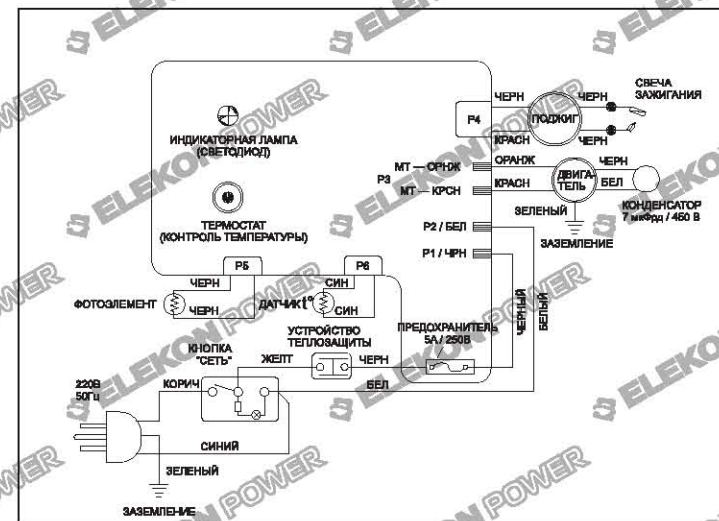 СВЕЧА
ЗАЖИГАНИЯ
ЧЕРН
ЧЕРН
P4
ПОДЖИГ
КРАСН
ЧЕРН
ИНДИКАТОРНАЯ ЛАМПА
(СВЕТОДИОД)
МТ — ОРНЖ
ОРАНЖ
ЧЕРН
P3
ДВИГА-
ТЕЛЬ
МТ — КРСН
КРАСН
БЕЛ
КОНДЕНСАТОР
7 мкФрд / 450 В
ЗЕЛЕНЫЙ
ЗАЗЕМЛЕНИЕ
ТЕРМОСТАТ
(КОНТРОЛЬ ТЕМПЕРАТУРЫ)
P2 / БЕЛ
P1 / ЧРН
P5
P6
ЧЕРН
СИН
ФОТОЭЛЕМЕНТ
ЧЕРН
ДАТЧИК t°
СИН
ЧЕРНЫЙ
БЕЛЫЙ
УСТРОЙСТВО
ТЕПЛОЗАЩИТЫ
ПРЕДОХРАНИТЕЛЬ
5А / 250В
КНОПКА
"СЕТЬ"
ЖЕЛТ
ЧЕРН
220В
50Гц
КОРИЧ
БЕЛ
СИНИЙ
ЗЕЛЕНЫЙ
ЗАЗЕМЛЕНИЕ
ELEKON POWER